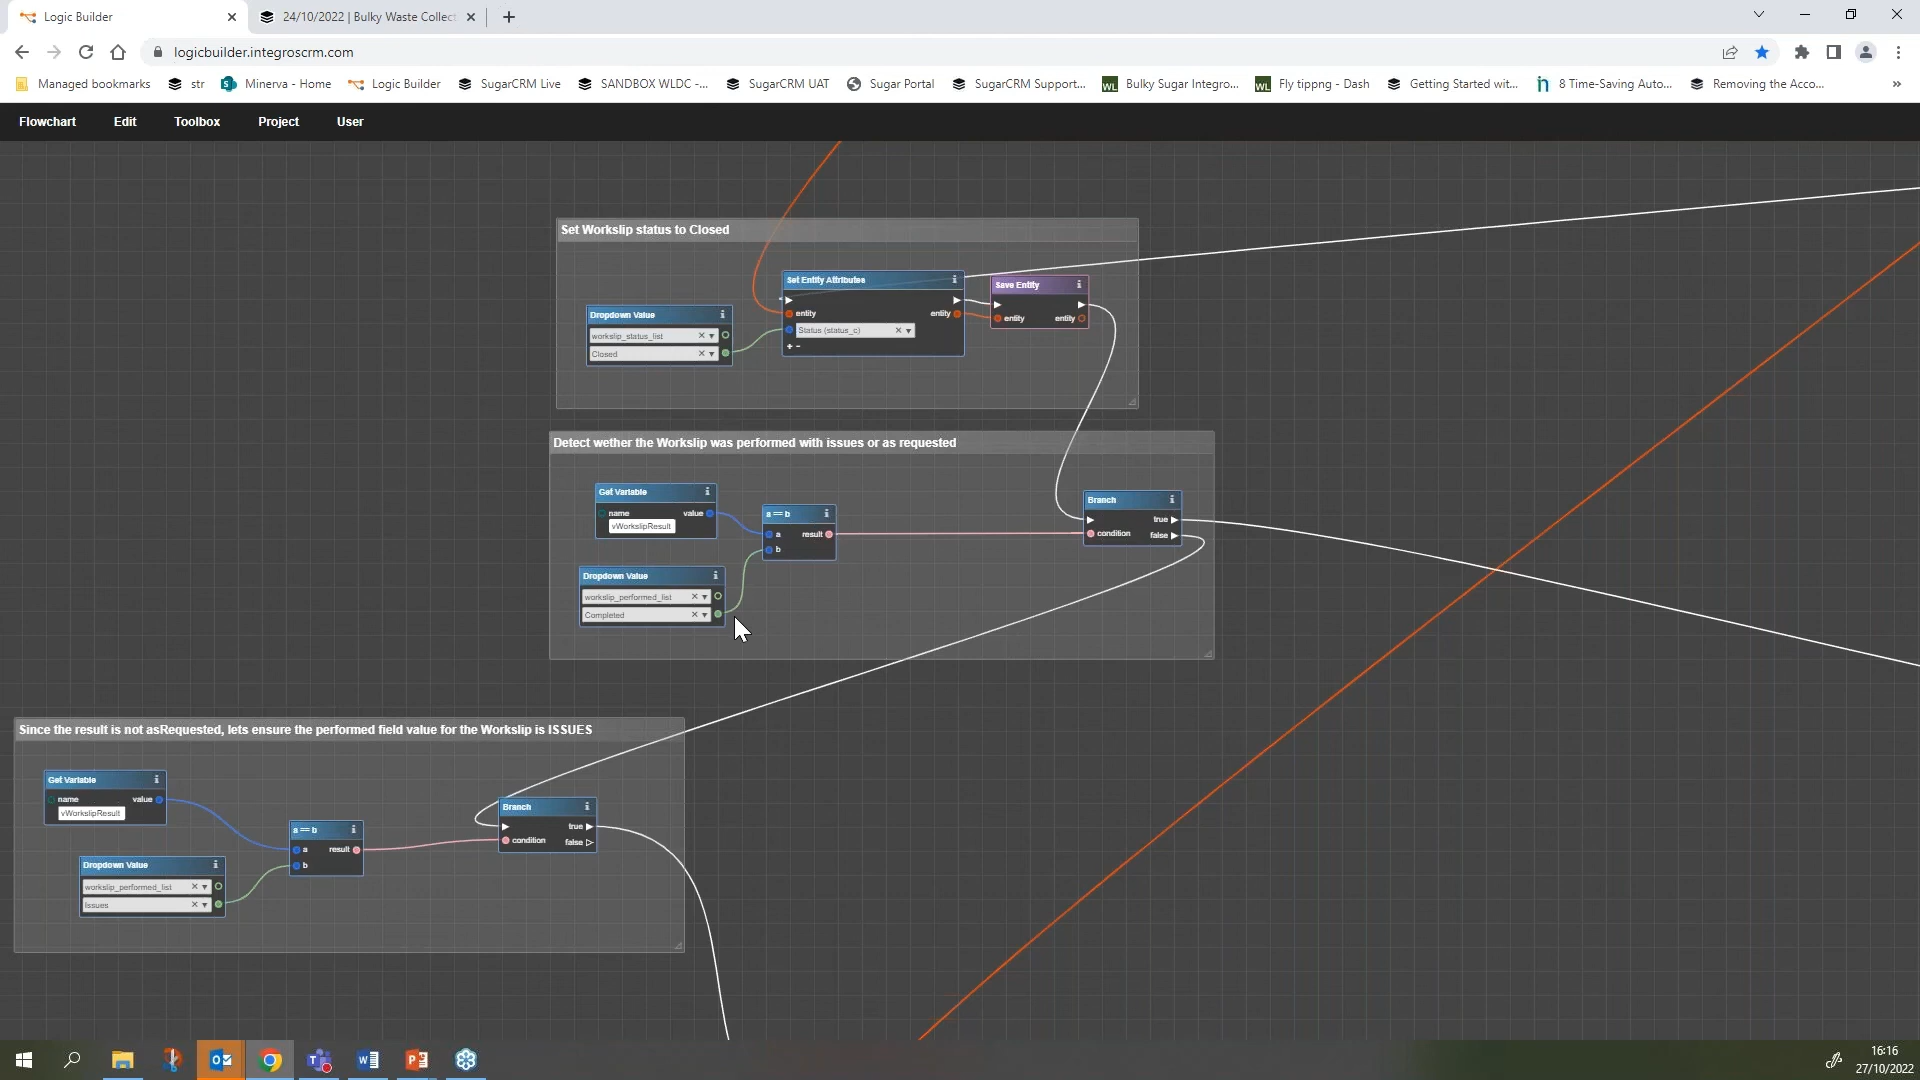 Logic Builder
24/10/2022 | Bulky Waste Collect
logicbuilder.integroscrm.com
Managed bookmarks
str
Minerva - Home
Logic Builder
SugarCRM Live
SANDBOX WLDC -...
SugarCRM UAT
Sugar Portal
SugarCRM Support...
WL
Bulky Sugar Integro...
WL
Fly tippng - Dash
Getting Started wit...
8 Time-Saving Auto...
Removing the Acco...
»
Flowchart
Edit
Toolbox
Project
User
Set Workslip status to Closed
Set Entity Attributes
entity
entity
Status (status_c)
+ -
Save Entity
entity
entity
Dropdown Value
workslip_status_list
Closed
Detect wether the Workslip was performed with issues or as requested
Get Variable
name
value
vWorkslipResult
a == b
a
result
b
Branch
true
condition
false
Dropdown Value
workslip_performed_list
Completed
Since the result is not asRequested, lets ensure the performed field value for the Workslip is ISSUES
Get Variable
name
value
vWorkslipResult
a == b
a
result
b
Branch
true
condition
false
Dropdown Value
workslip_performed_list
Issues
16:16
27/10/2022